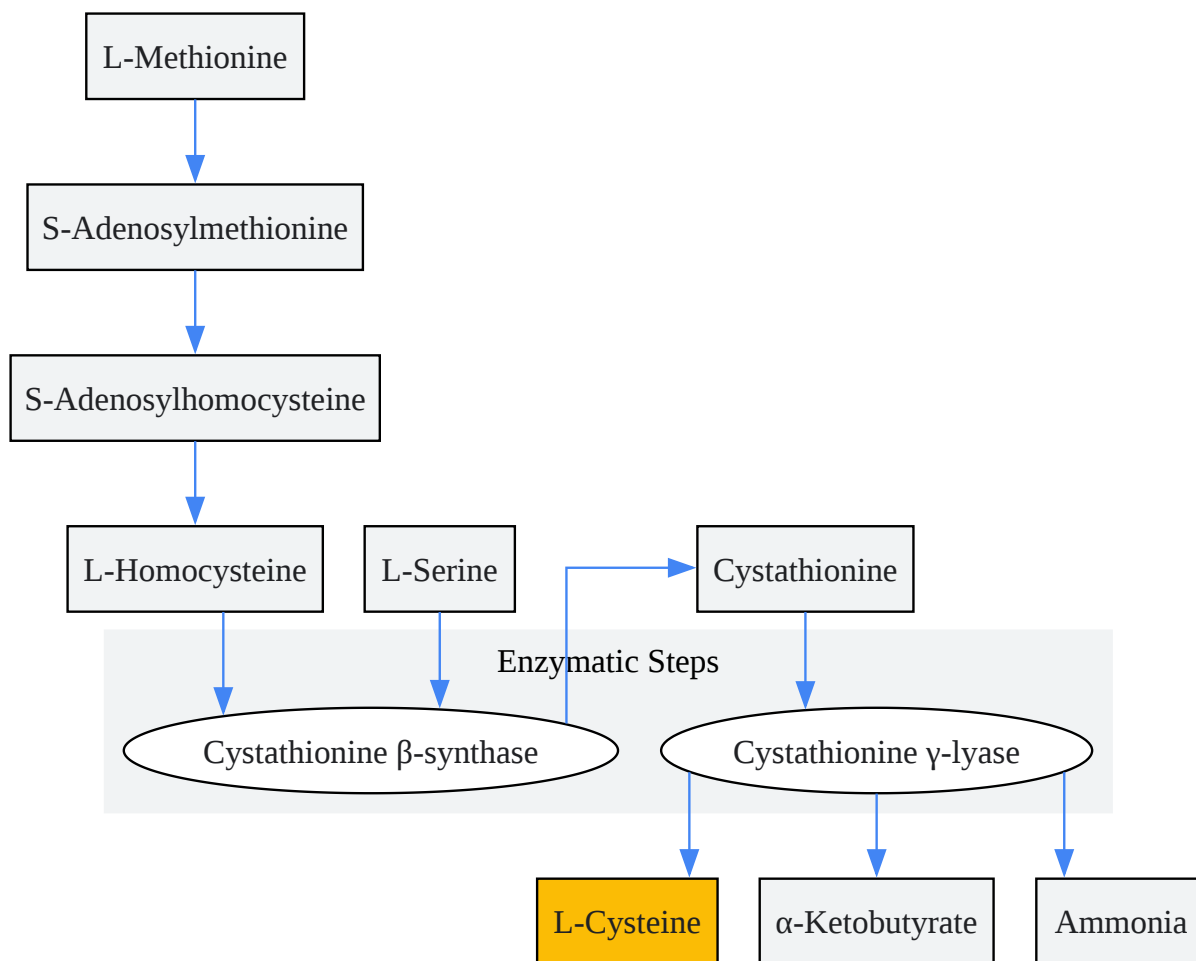 L-Methionine
S-Adenosylmethionine
S-Adenosylhomocysteine
L-Homocysteine
L-Serine
Cystathionine
Enzymatic Steps
Cystathionine β-synthase
Cystathionine γ-lyase
L-Cysteine
α-Ketobutyrate
Ammonia